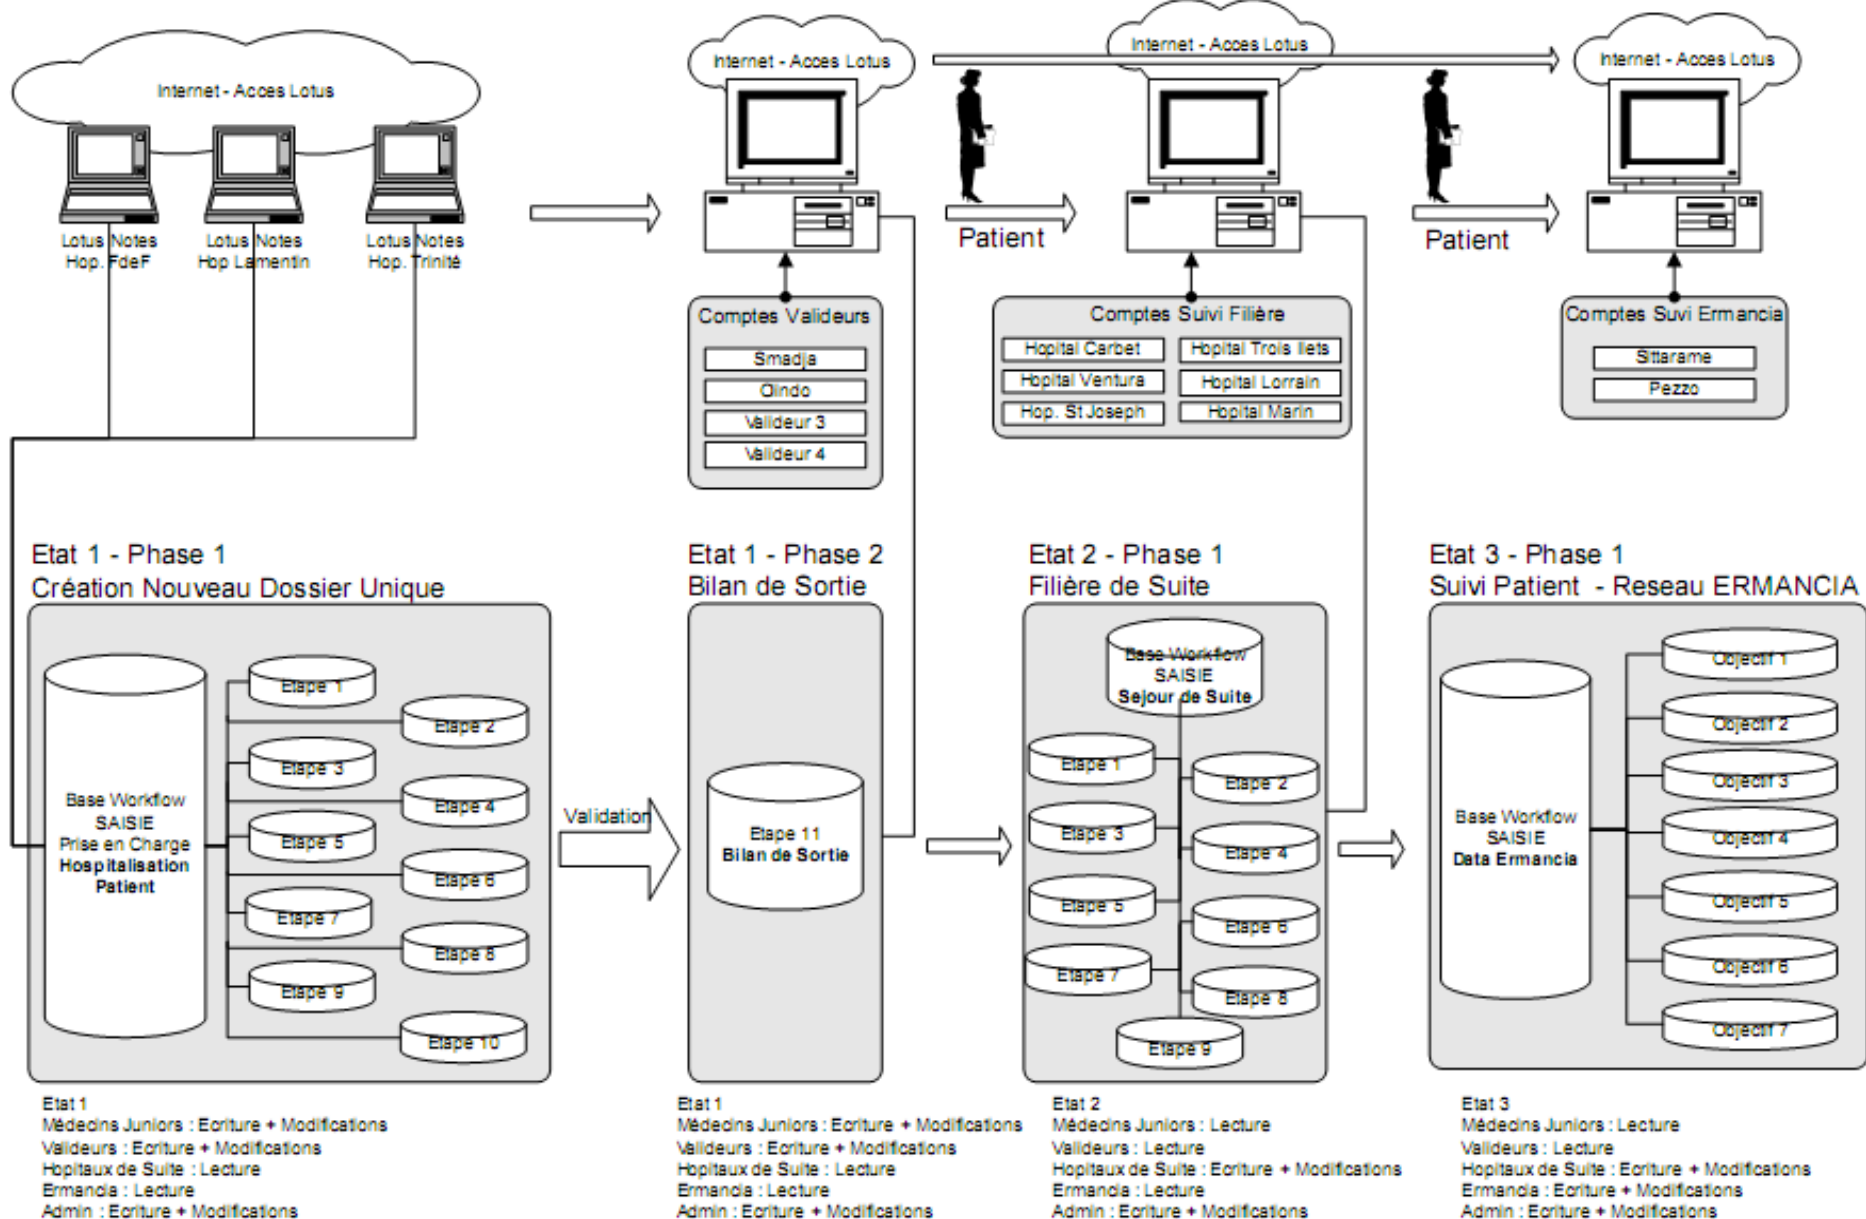 Internet - Acces Lotus
Internet - Acces Lotus
Internet - Acces Lotus
Internet - Acces Lotus
Lotus Notes
Hop. FdeF
Lotus Notes
Hop Lamentin
Lotus Notes
Hop. Trinité
Patient
Patient
Comptes Valideurs
Smadja
Olindo
Valideur 3
Valideur 4
Comptes Suivi Filière
Hopital Carbet
Hopital Trois Ilets
Hopital Ventura
Hopital Lorrain
Hop. St Joseph
Hopital Marin
Comptes Suvi Ermancia
Sittarame
Pezzo
Etat 1 - Phase 1
Création Nouveau Dossier Unique
Base Workflow
SAISIE
Prise en Charge
Hospitalisation
Patient
Etape 1
Etape 2
Etape 3
Etape 4
Etape 5
Etape 6
Etape 7
Etape 8
Etape 9
Etape 10
Validation
Etat 1 - Phase 2
Bilan de Sortie
Etape 11
Bilan de Sortie
Etat 2 - Phase 1
Filière de Suite
Base Workflow
SAISIE
Sejour de Suite
Etape 1
Etape 2
Etape 3
Etape 4
Etape 5
Etape 6
Etape 7
Etape 8
Etape 9
Etat 3 - Phase 1
Suivi Patient - Reseau ERMANCIA
Base Workflow
SAISIE
Data Ermancia
Objectif 1
Objectif 2
Objectif 3
Objectif 4
Objectif 5
Objectif 6
Objectif 7
Etat 1
Médecins Juniors : Ecriture + Modifications
Valideurs : Ecriture + Modifications
Hopitaux de Suite : Lecture
Ermancia : Lecture
Admin : Ecriture + Modifications
Etat 1
Médecins Juniors : Ecriture + Modifications
Valideurs : Ecriture + Modifications
Hopitaux de Suite : Lecture
Ermancia : Lecture
Admin : Ecriture + Modifications
Etat 2
Médecins Juniors : Lecture
Valideurs : Lecture
Hopitaux de Suite : Ecriture + Modifications
Ermancia : Lecture
Admin : Ecriture + Modifications
Etat 3
Médecins Juniors : Lecture
Valideurs : Lecture
Hopitaux de Suite : Ecriture + Modifications
Ermancia : Ecriture + Modifications
Admin : Ecriture + Modifications